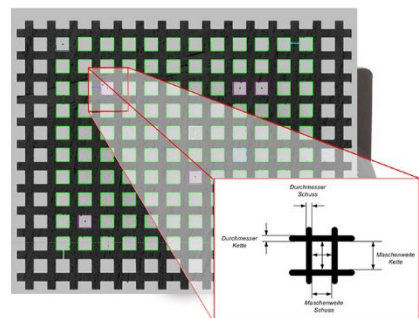 Durchmesser
Schuss
Durchmesser
Kette
Maschenweite
Kette
Maschenweite
Schuss